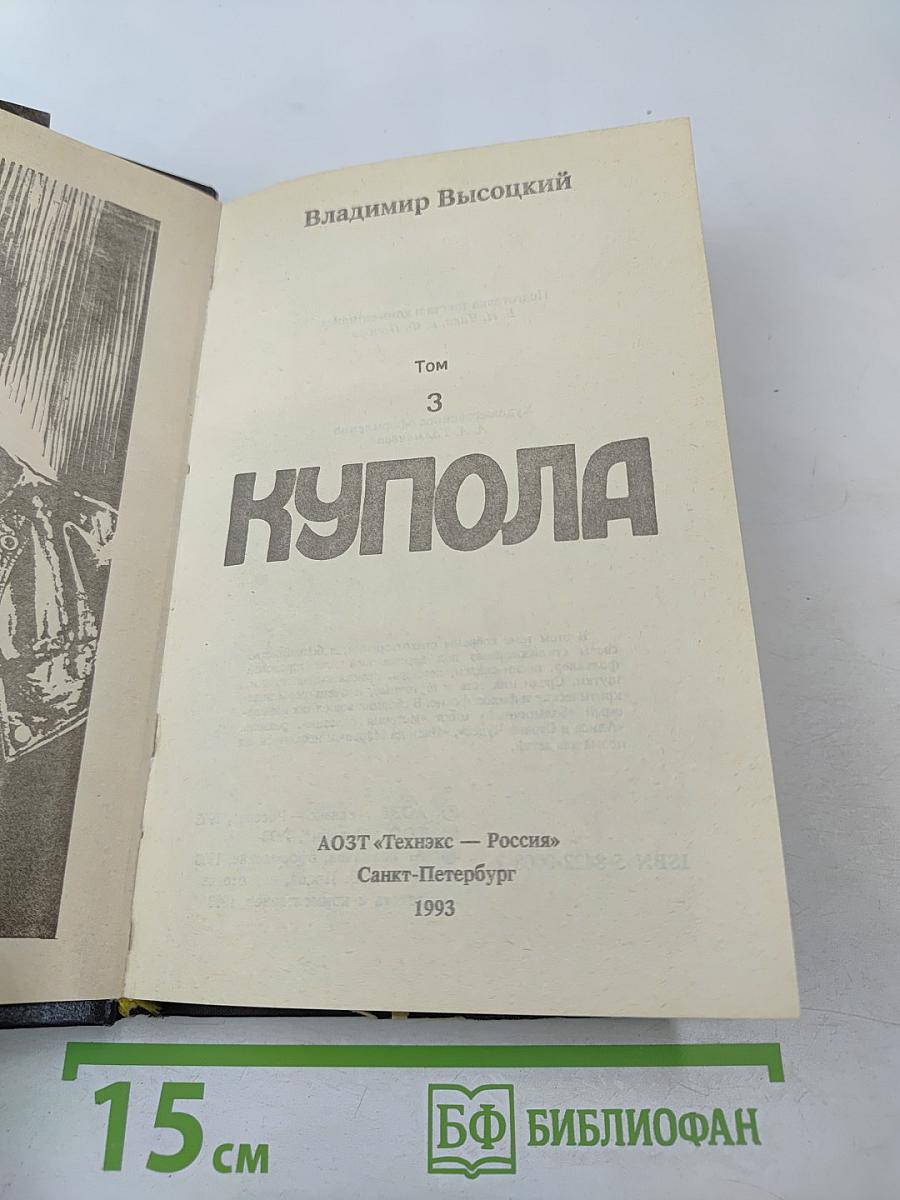 Владимир Высоцкий
Том
3
КУПОЛА
АОЗТ «Технэкс — Россия»
Санкт-Петербург
1993
15 см
БФ БИБЛИОФАН